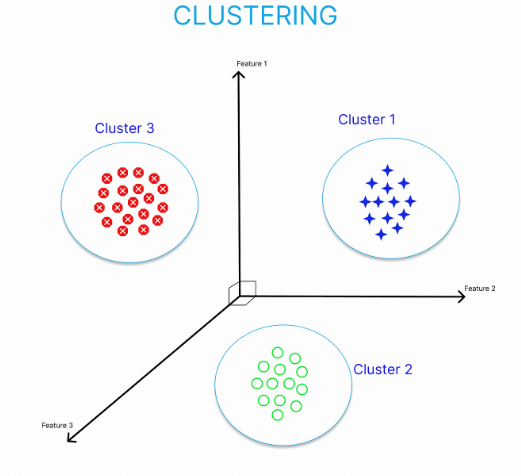 CLUSTERING
Feature 1
Cluster 1
Cluster 3
Feature 2
Cluster 2
Feature 3